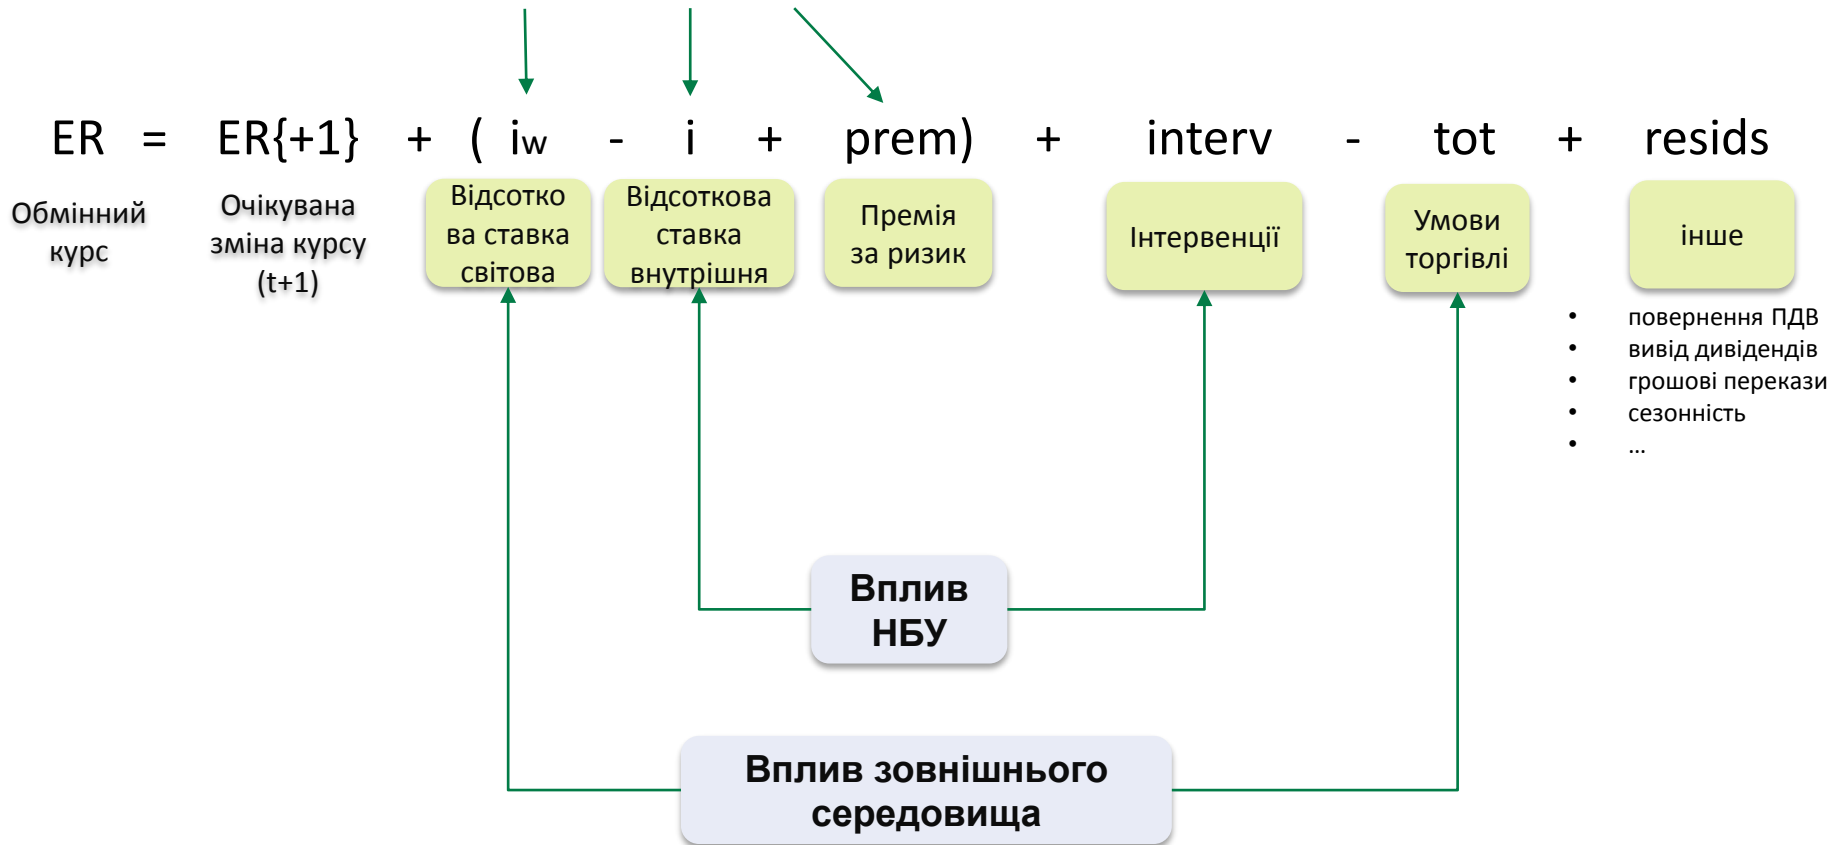 ER = ER{+1} + ( iw - i + prem) + interv - tot + resids
Обмінний
курс
Очікувана
зміна курсу
(t+1)
Відсотко
ва ставка
світова
Відсоткова
ставка
внутрішня
Премія
за ризик
Інтервенції
Умови
торгівлі
інше
• повернення ПДВ
• вивід дивідендів
• грошові перекази
• сезонність
• ...
Вплив
НБУ
Вплив зовнішнього
середовища